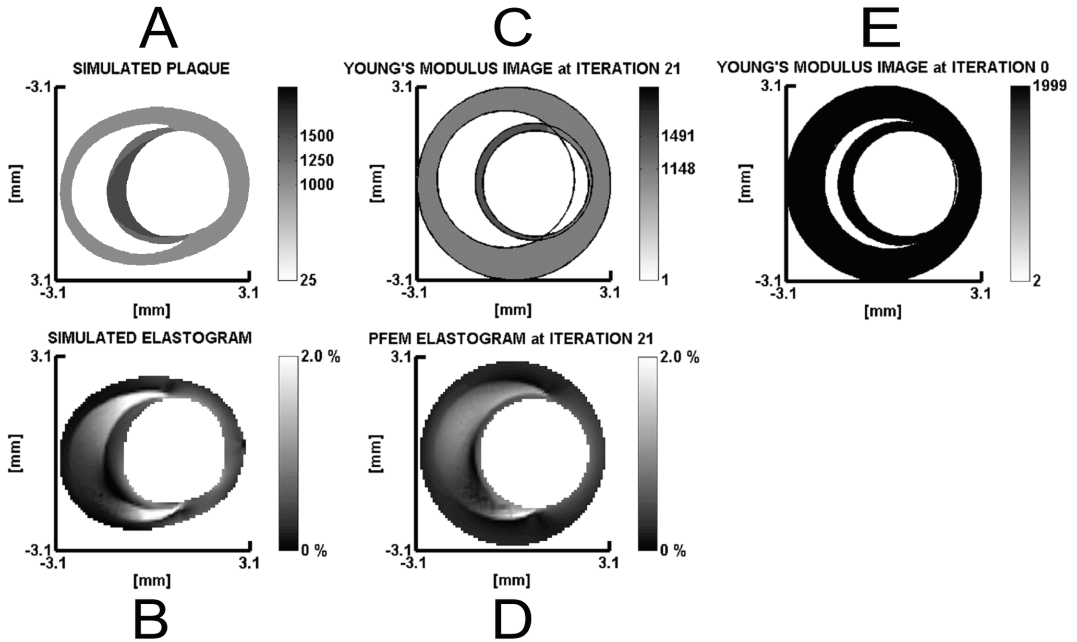 A
SIMULATED PLAQUE
-3.1
[mm]
3.1
-3.1
3.1
[mm]
1500
1250
1000
25
C
YOUNG'S MODULUS IMAGE at ITERATION 21
3.1
[mm]
-3.1
-3.1
3.1
[mm]
1491
1148
1
E
YOUNG'S MODULUS IMAGE at ITERATION 0
3.1
[mm]
-3.1
-3.1
3.1
[mm]
1999
2
SIMULATED ELASTOGRAM
3.1
[mm]
-3.1
-3.1
3.1
[mm]
2.0 %
0 %
B
PFEM ELASTOGRAM at ITERATION 21
3.1
[mm]
-3.1
-3.1
3.1
[mm]
2.0 %
0 %
D